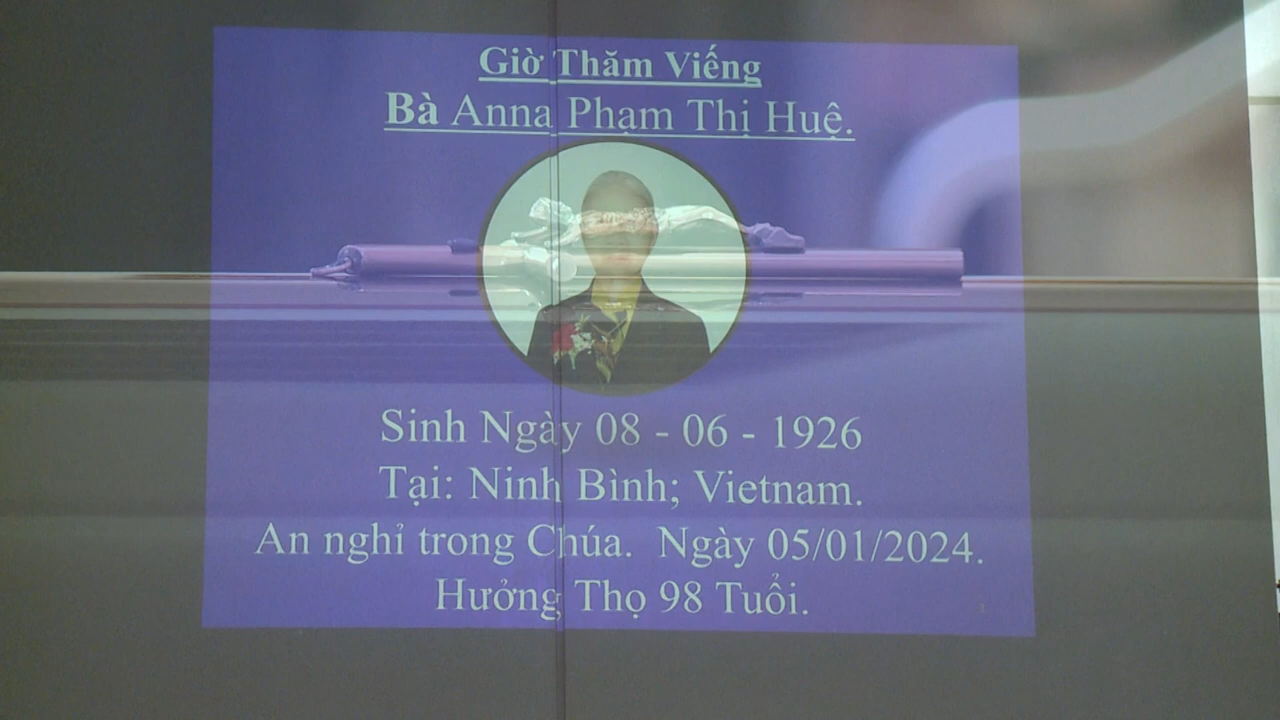 Giờ Thăm Viếng
Bà Anna Phạm Thị Huệ.
Sinh Ngày 08 - 06 - 1926
Tại: Ninh Bình; Vietnam.
An nghỉ trong Chúa. Ngày 05/01/2024.
Hưởng Thọ 98 Tuổi.